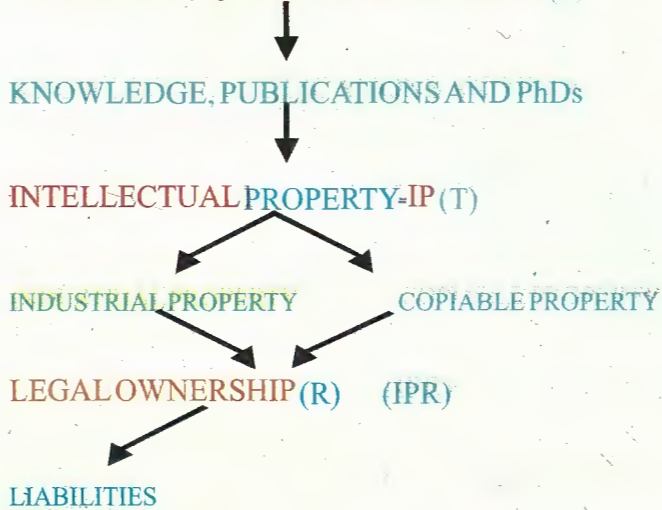 KNOWLEDGE, PUBLICATIONS AND PhDs
INTELLECTUAL PROPERTY-IP (T)
INDUSTRIAL PROPERTY COPIABLE PROPERTY
LEGAL OWNERSHIP (R) (IPR)
LIABILITIES